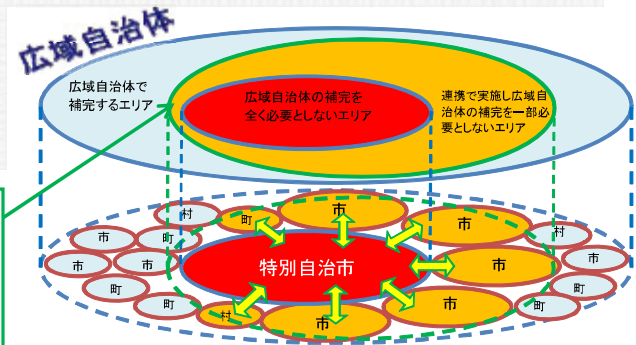 広域自治体
広域自治体で
補完するエリア
広域自治体の補完を
全く必要としないエリア
連携で実施し広域自
治体の補完を一部必
要としないエリア
村
町
市
市
村
市
町
市
市
市
特別自治市
市
市
町
町
町
村
市
市
町
町